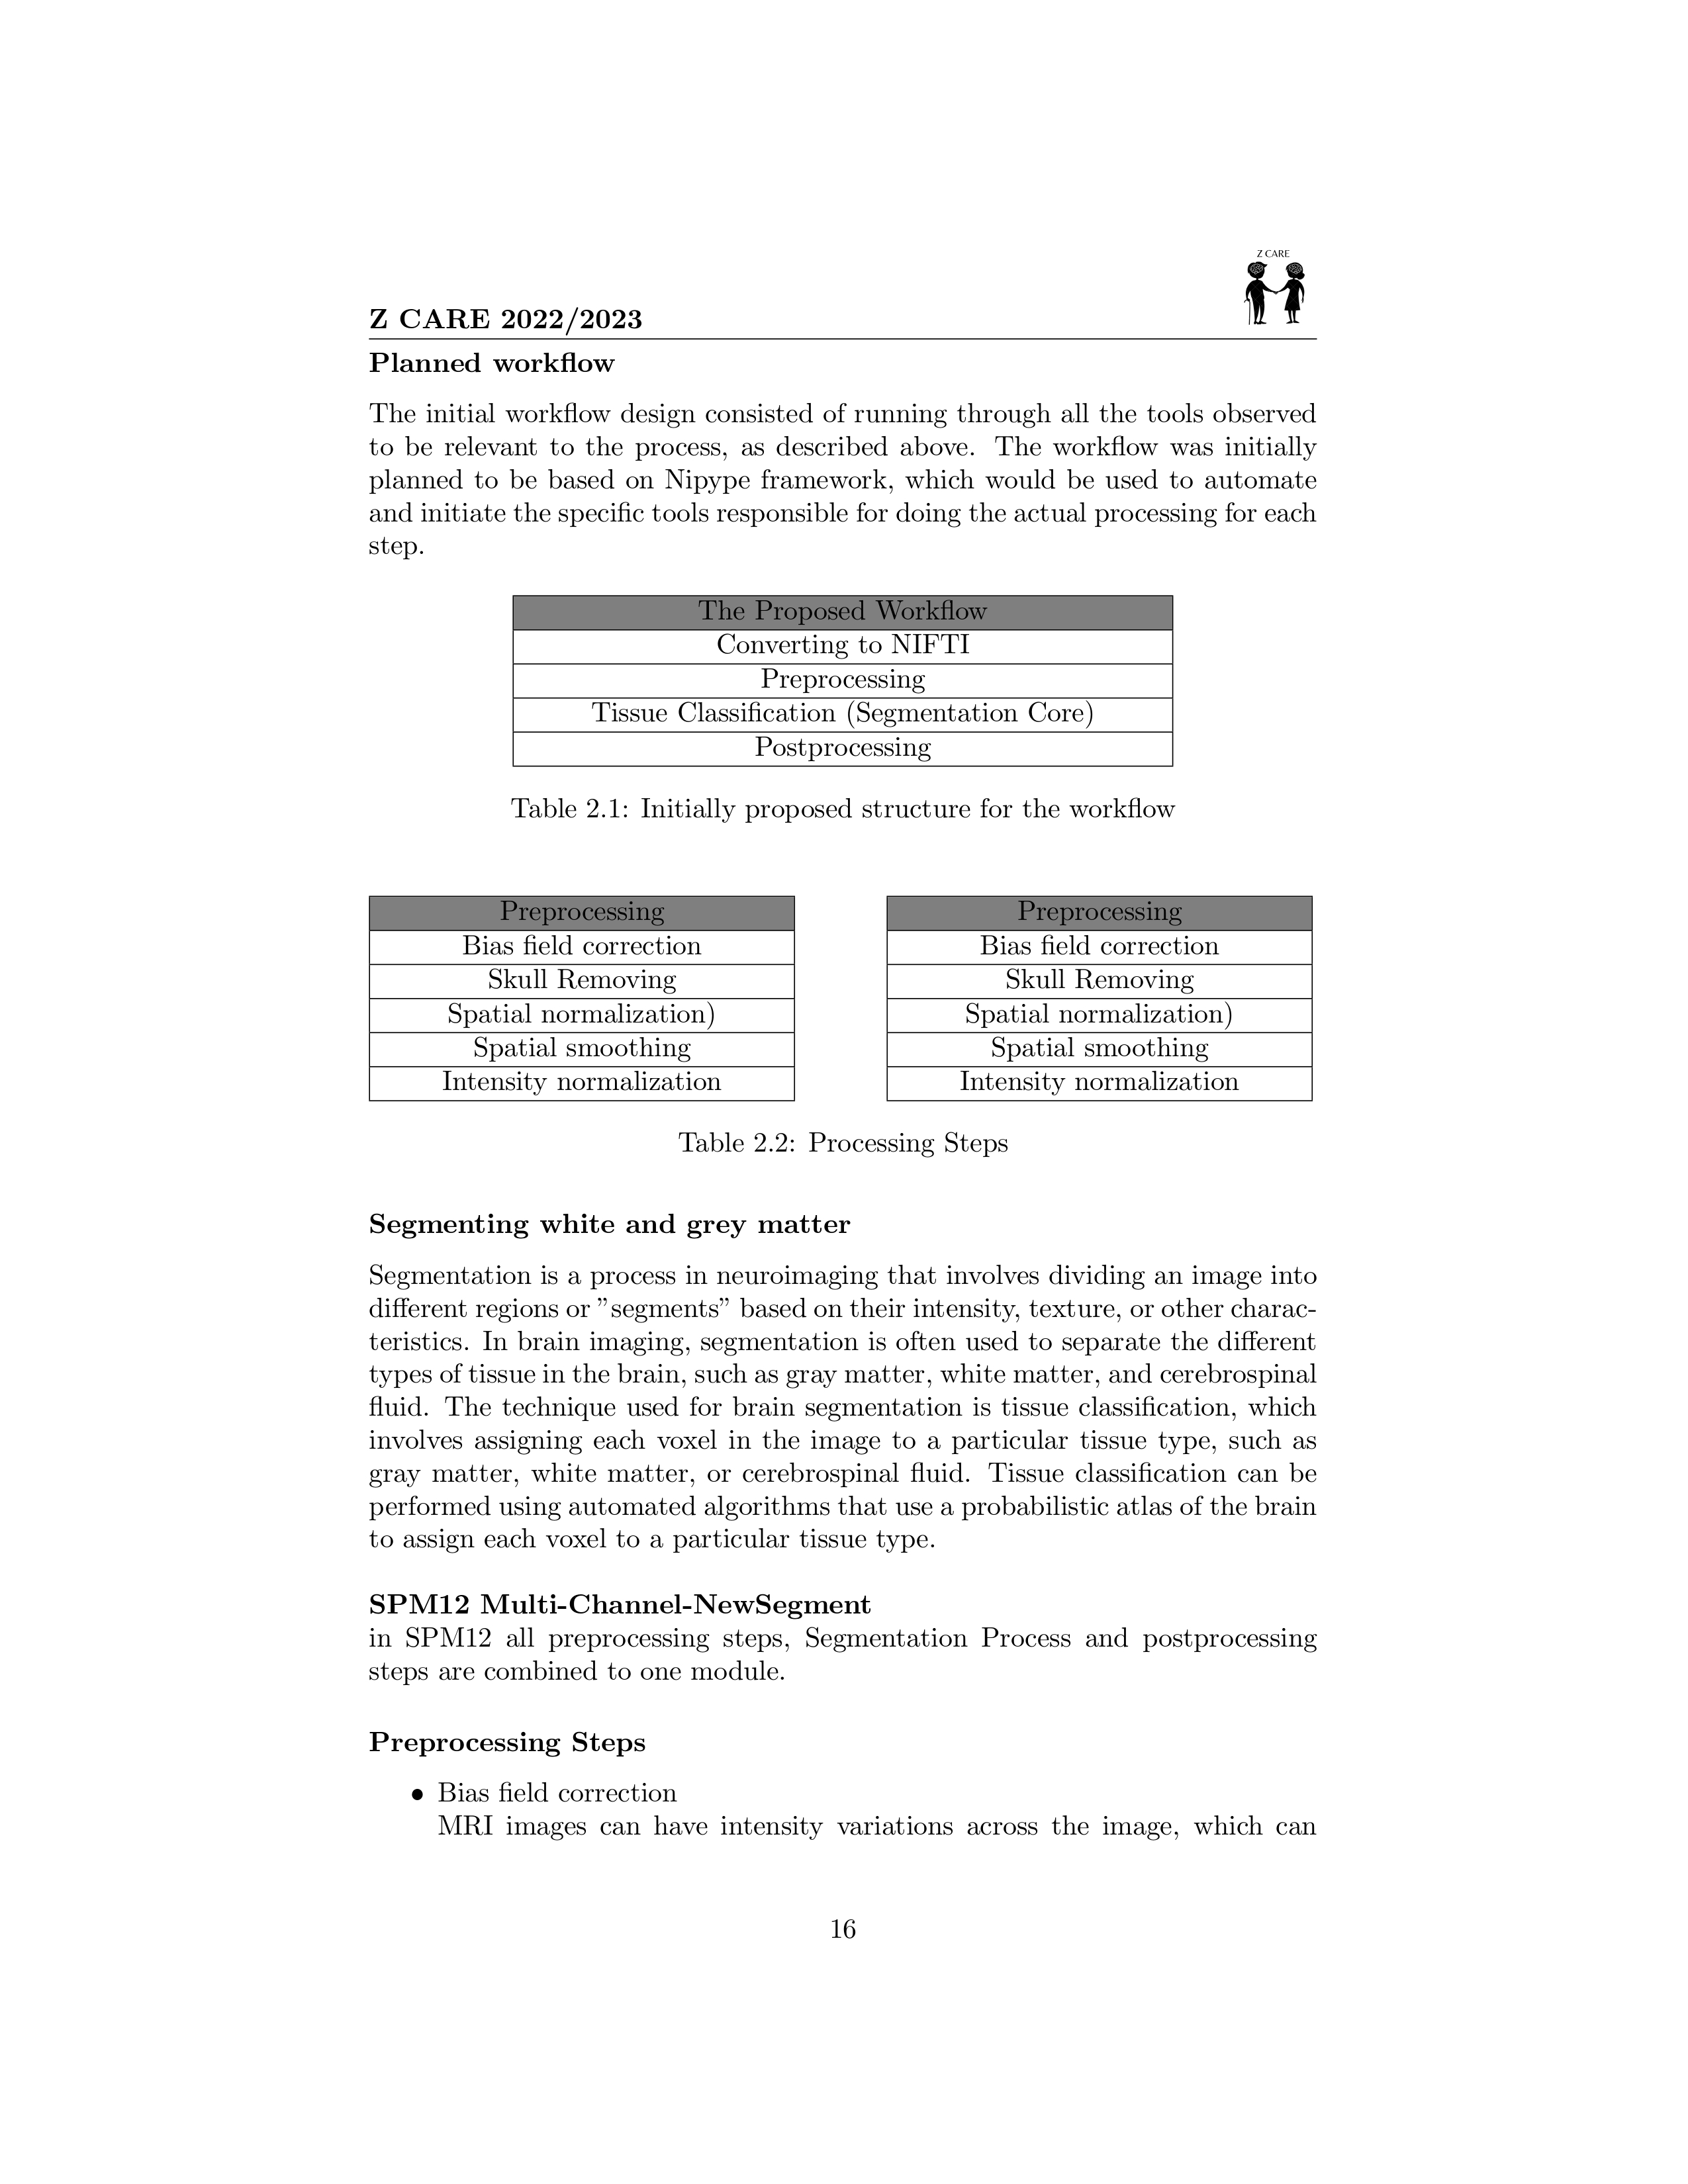 Z CARE
Z CARE 2022/2023
Planned workflow
The initial workflow design consisted of running through all the tools observed
to be relevant to the process, as described above. The workflow was initially
planned to be based on Nipype framework, which would be used to automate
and initiate the specific tools responsible for doing the actual processing for each
step.
The Proposed Workflow
Converting to NIFTI
Preprocessing
Tissue Classification (Segmentation Core)
Postprocessing
Table 2.1: Initially proposed structure for the workflow
Preprocessing
Bias field correction
Skull Removing
Spatial normalization)
Spatial smoothing
Intensity normalization
Preprocessing
Bias field correction
Skull Removing
Spatial normalization)
Spatial smoothing
Intensity normalization
Table 2.2: Processing Steps
Segmenting white and grey matter
Segmentation is a process in neuroimaging that involves dividing an image into
different regions or ”segments” based on their intensity, texture, or other charac-
teristics. In brain imaging, segmentation is often used to separate the different
types of tissue in the brain, such as gray matter, white matter, and cerebrospinal
fluid. The technique used for brain segmentation is tissue classification, which
involves assigning each voxel in the image to a particular tissue type, such as
gray matter, white matter, or cerebrospinal fluid. Tissue classification can be
performed using automated algorithms that use a probabilistic atlas of the brain
to assign each voxel to a particular tissue type.
SPM12 Multi-Channel-NewSegment
in SPM12 all preprocessing steps, Segmentation Process and postprocessing
steps are combined to one module.
Preprocessing Steps
• Bias field correction
MRI images can have intensity variations across the image, which can
16